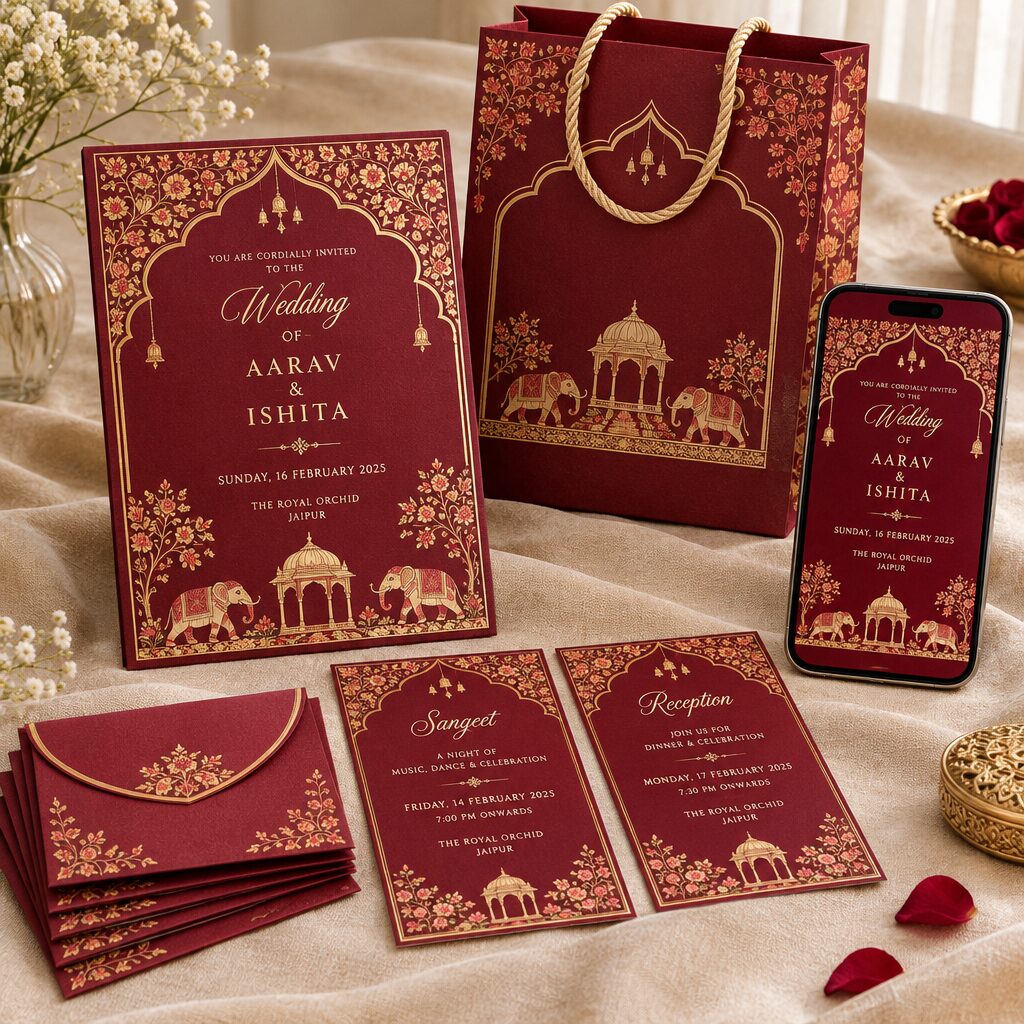 YOU ARE CORDIALLY INVITED
TO THE
Wedding
OF
AARAV
&
ISHITA
SUNDAY, 16 FEBRUARY 2025
THE ROYAL ORCHID
JAIPUR
YOU ARE CORDIALLY INVITED
TO THE
Wedding
OF
AARAV
&
ISHITA
SUNDAY, 16 FEBRUARY 2025
THE ROYAL ORCHID
JAIPUR
Sangeet
A NIGHT OF
MUSIC, DANCE & CELEBRATION
FRIDAY, 14 FEBRUARY 2025
7:00 PM ONWARDS
THE ROYAL ORCHID
JAIPUR
Reception
JOIN US FOR
DINNER & CELEBRATION
MONDAY, 17 FEBRUARY 2025
7:30 PM ONWARDS
THE ROYAL ORCHID
JAIPUR